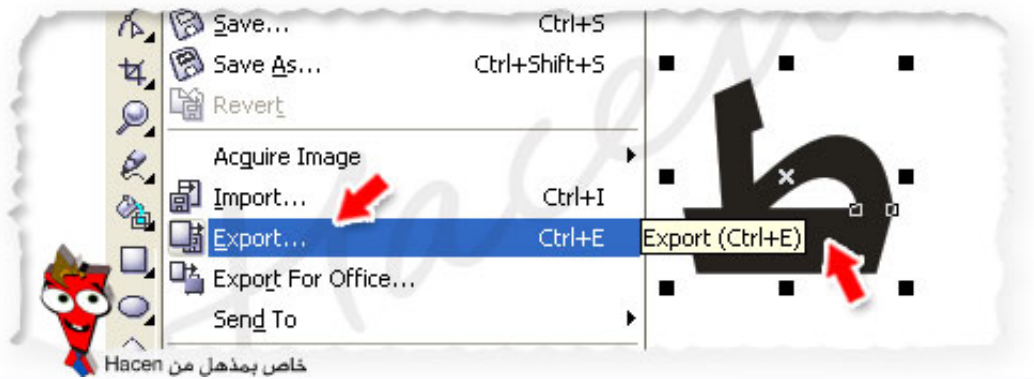 Save... Ctrl+S
Save As... Ctrl+Shift+S
Revert
Acquire Image
Import... Ctrl+I
Export... Ctrl+E
Export (Ctrl+E)
Export For Office...
Send To
ط
Hacen
خاص بمذهل من Hacen